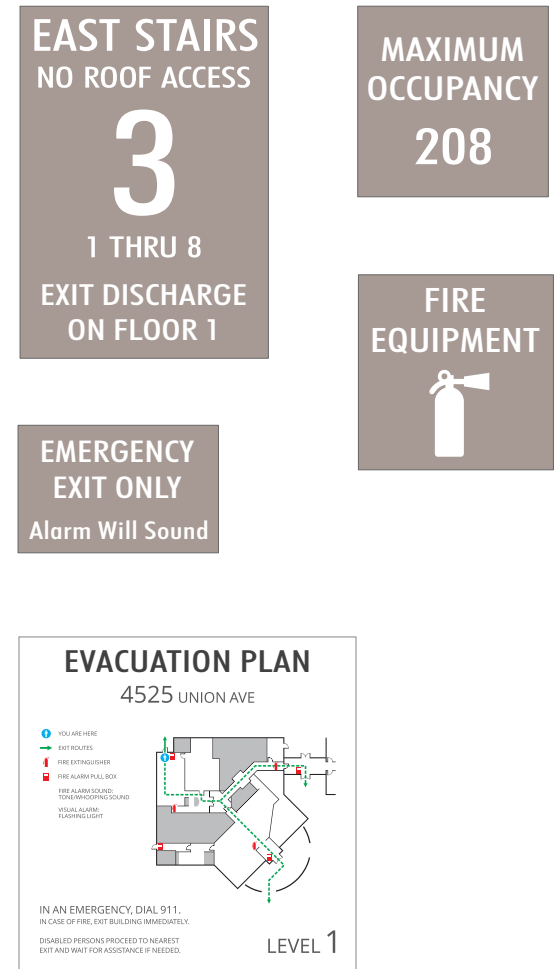 EAST STAIRS
NO ROOF ACCESS
3
1 THRU 8
EXIT DISCHARGE
ON FLOOR 1
MAXIMUM
OCCUPANCY
208
FIRE
EQUIPMENT
EMERGENCY
EXIT ONLY
Alarm Will Sound
EVACUATION PLAN
4525 UNION AVE
YOU ARE HERE
EXIT ROUTES
FIRE EXTINGUISHER
FIRE ALARM PULL BOX
FIRE ALARM SOUND:
TONE/WHOOPING SOUND
VISUAL ALARM:
FLASHING LIGHT
IN AN EMERGENCY, DIAL 911.
IN CASE OF FIRE, EXIT BUILDING IMMEDIATELY.
DISABLED PERSONS PROCEED TO NEAREST
EXIT AND WAIT FOR ASSISTANCE IF NEEDED.
LEVEL 1